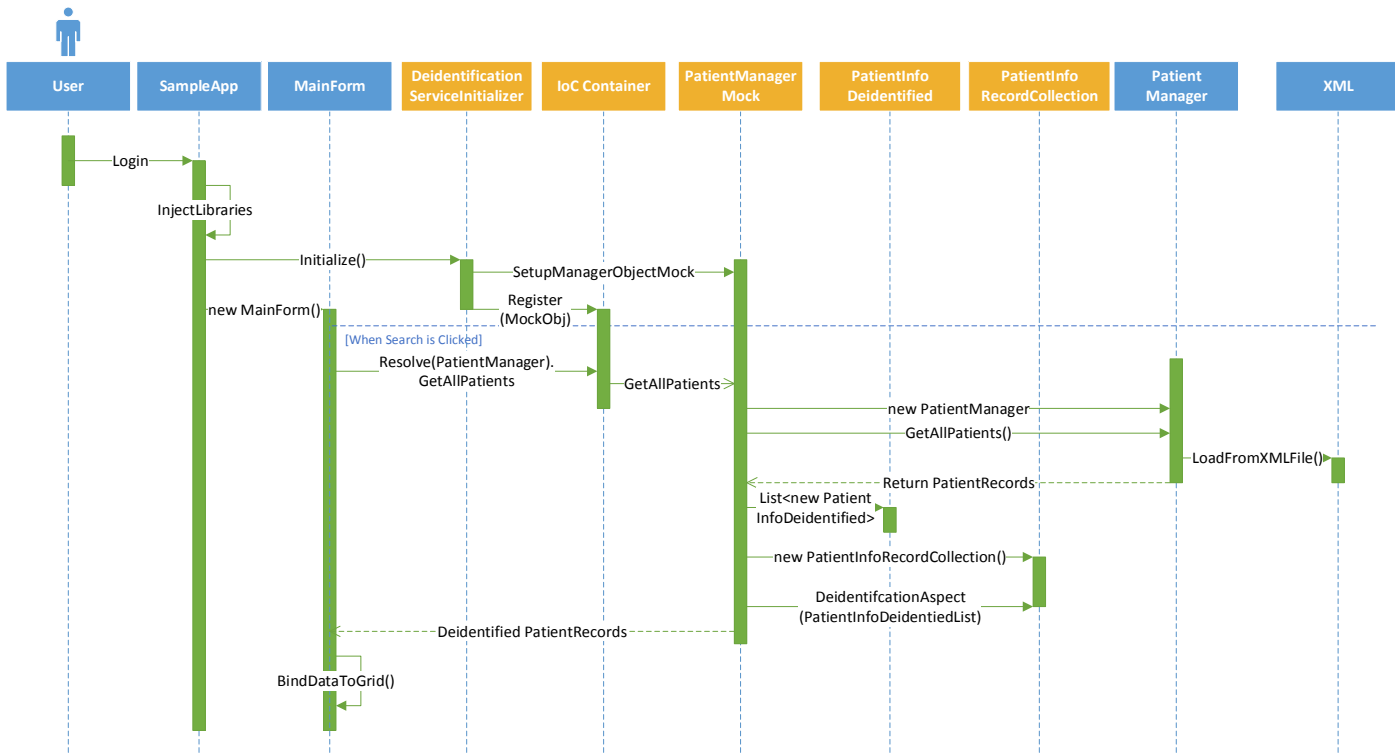 User
SampleApp
MainForm
Deidentification
ServiceInitializer
IoC Container
PatientManager
Mock
PatientInfo
Deidentified
PatientInfo
RecordCollection
Patient
Manager
XML
Login
InjectLibraries
Initialize()
SetupManagerObjectMock
new MainForm()
Register
(MockObj)
[When Search is Clicked]
Resolve(PatientManager).
GetAllPatients
GetAllPatients
new PatientManager
GetAllPatients()
LoadFromXMLFile()
Return PatientRecords
List<new Patient
InfoDeidentified>
new PatientInfoRecordCollection()
DeidentifcationAspect
(PatientInfoDeidentiedList)
Deidentified PatientRecords
BindDataToGrid()